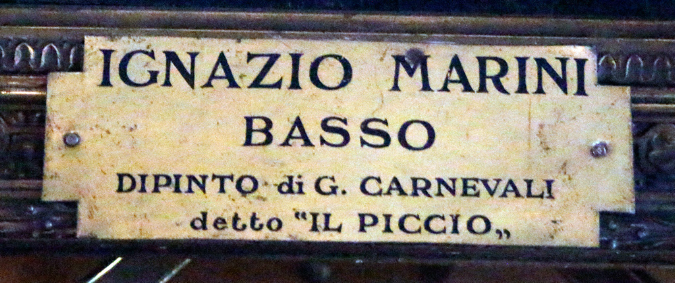 IGNAZIO MARINI
BASSO
DIPINTO di G. CARNEVALI
detto "IL PICCIO„